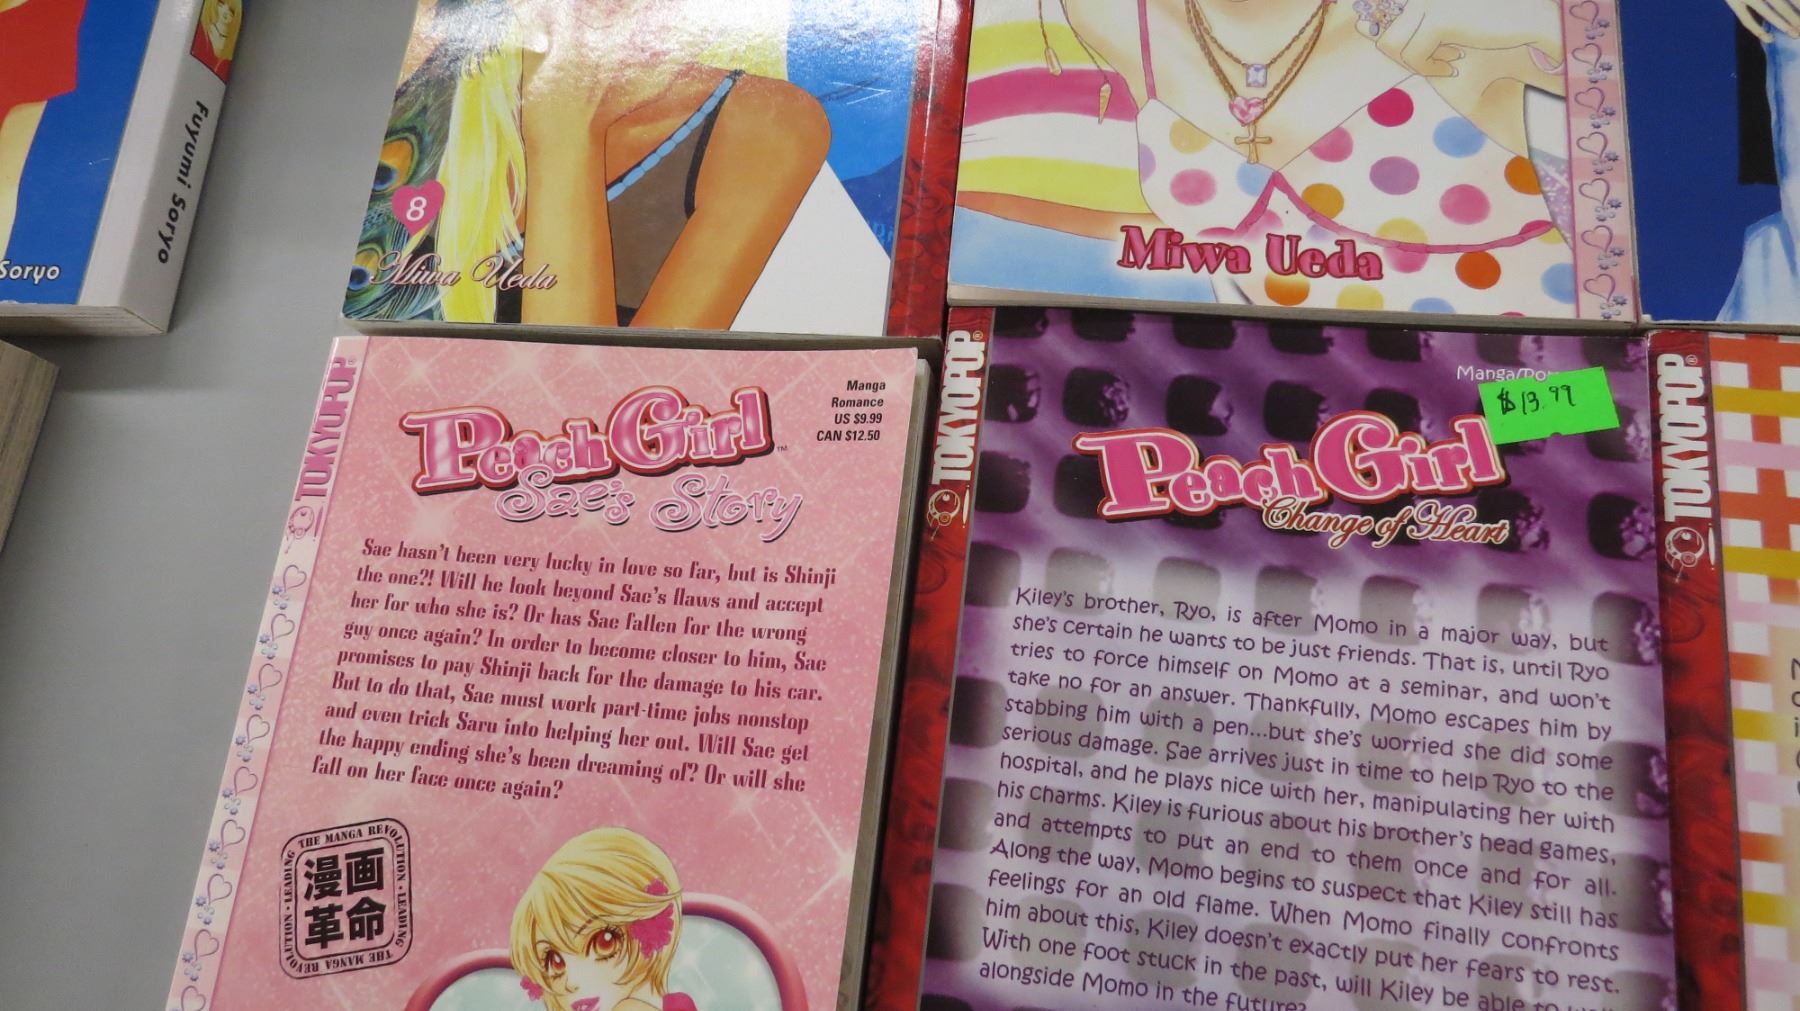 Fuyumi Soryo
Soryo
8
Miwa Ueda
Miwa Ueda
TOKYOPOP®
Manga
Romance
US $9.99
CAN $12.50
Peach Girl™
Sae's Story
Sae hasn't been very lucky in love so far, but is Shinji
the one?! Will he look beyond Sae's flaws and accept
her for who she is? Or has Sae fallen for the wrong
guy once again? In order to become closer to him, Sae
promises to pay Shinji back for the damage to his car.
But to do that, Sae must work part-time jobs nonstop
and even trick Saru into helping her out. Will Sae get
the happy ending she's been dreaming of? Or will she
fall on her face once again?
THE MANGA REVOLUTION • LEADING THE MANGA REVOLUTION • LEADING
漫画
革命
TOKYOPOP®
$13.99
Peach Girl
Change of Heart
Kiley's brother, Ryo, is after Momo in a major way, but
she's certain he wants to be just friends. That is, until Ryo
tries to force himself on Momo at a seminar, and won't
take no for an answer. Thankfully, Momo escapes him by
stabbing him with a pen...but she's worried she did some
serious damage. Sae arrives just in time to help Ryo to the
hospital, and he plays nice with her, manipulating her with
his charms. Kiley is furious about his brother's head games,
and attempts to put an end to them once and for all.
Along the way, Momo begins to suspect that Kiley still has
feelings for an old flame. When Momo finally confronts
him about this, Kiley doesn't exactly put her fears to rest.
With one foot stuck in the past, will Kiley be able to
alongside Momo in the future?
TOKYOPOP®